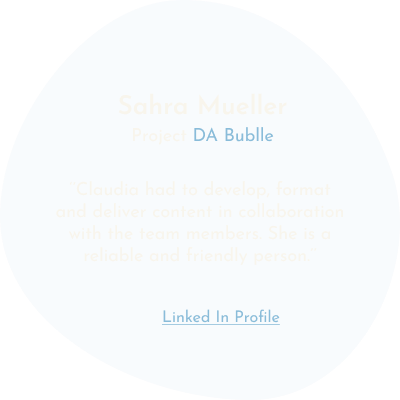 Sahra Mueller
Project DA Bublle
"Claudia had to develop, format
and deliver content in collaboration
with the team members. She is a
reliable and friendly person."
Linked In Profile